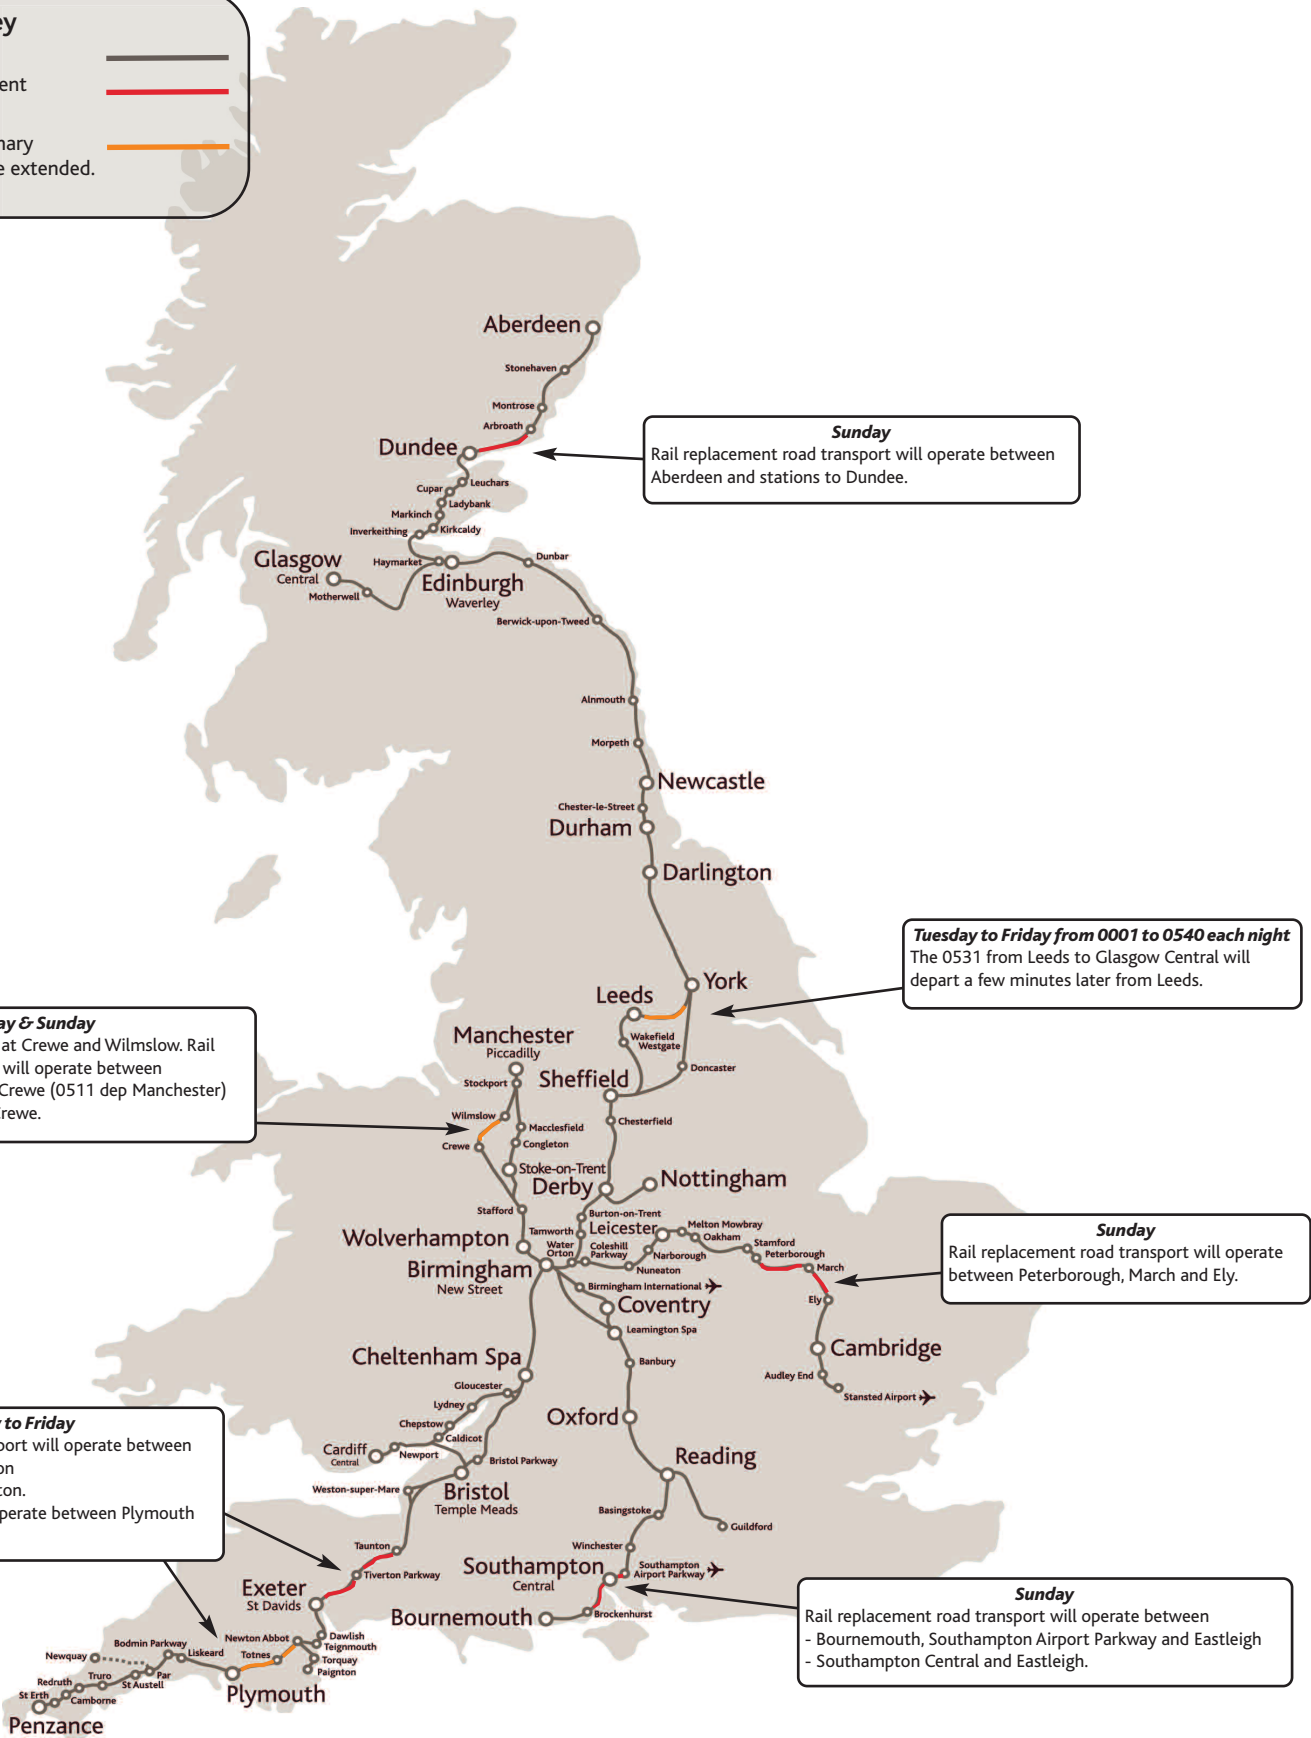 ey
ent
nary
e extended.
Aberdeen
Stonehaven
Montrose
Arbroath
Dundee
Sunday
Rail replacement road transport will operate between
Aberdeen and stations to Dundee.
Leuchars
Cupar
Ladybank
Markinch
Kirkcaldy
Inverkeithing
Glasgow
Central
Haymarket
Dunbar
Edinburgh
Waverley
Motherwell
Berwick-upon-Tweed
Alnmouth
Morpeth
Newcastle
Chester-le-Street
Durham
Darlington
Tuesday to Friday from 0001 to 0540 each night
The 0531 from Leeds to Glasgow Central will
depart a few minutes later from Leeds.
York
Leeds
ay & Sunday
at Crewe and Wilmslow. Rail
will operate between
Crewe (0511 dep Manchester)
Crewe.
Manchester
Piccadilly
Wakefield
Westgate
Doncaster
Stockport
Sheffield
Wilmslow
Macclesfield
Chesterfield
Crewe
Congleton
Stoke-on-Trent
Derby
Nottingham
Stafford
Burton-on-Trent
Tamworth
Leicester
Melton Mowbray
Oakham
Stamford
Peterborough
March
Sunday
Rail replacement road transport will operate
between Peterborough, March and Ely.
Wolverhampton
Water
Orton
Coleshill
Parkway
Narborough
Nuneaton
Birmingham
New Street
Birmingham International
Ely
Coventry
Leamington Spa
Cambridge
Cheltenham Spa
Banbury
Audley End
Stansted Airport
Gloucester
Lydney
Chepstow
Caldicot
Oxford
y to Friday
port will operate between
on
ton.
operate between Plymouth
Cardiff
Central
Newport
Bristol Parkway
Reading
Weston-super-Mare
Bristol
Temple Meads
Basingstoke
Guildford
Taunton
Winchester
Tiverton Parkway
Southampton
Central
Southampton
Airport Parkway
Exeter
St Davids
Bournemouth
Brockenhurst
Sunday
Rail replacement road transport will operate between
- Bournemouth, Southampton Airport Parkway and Eastleigh
- Southampton Central and Eastleigh.
Newton Abbot
Dawlish
Teignmouth
Bodmin Parkway
Liskeard
Totnes
Torquay
Paignton
Newquay
Par
Truro
St Austell
Redruth
St Erth
Camborne
Plymouth
Penzance